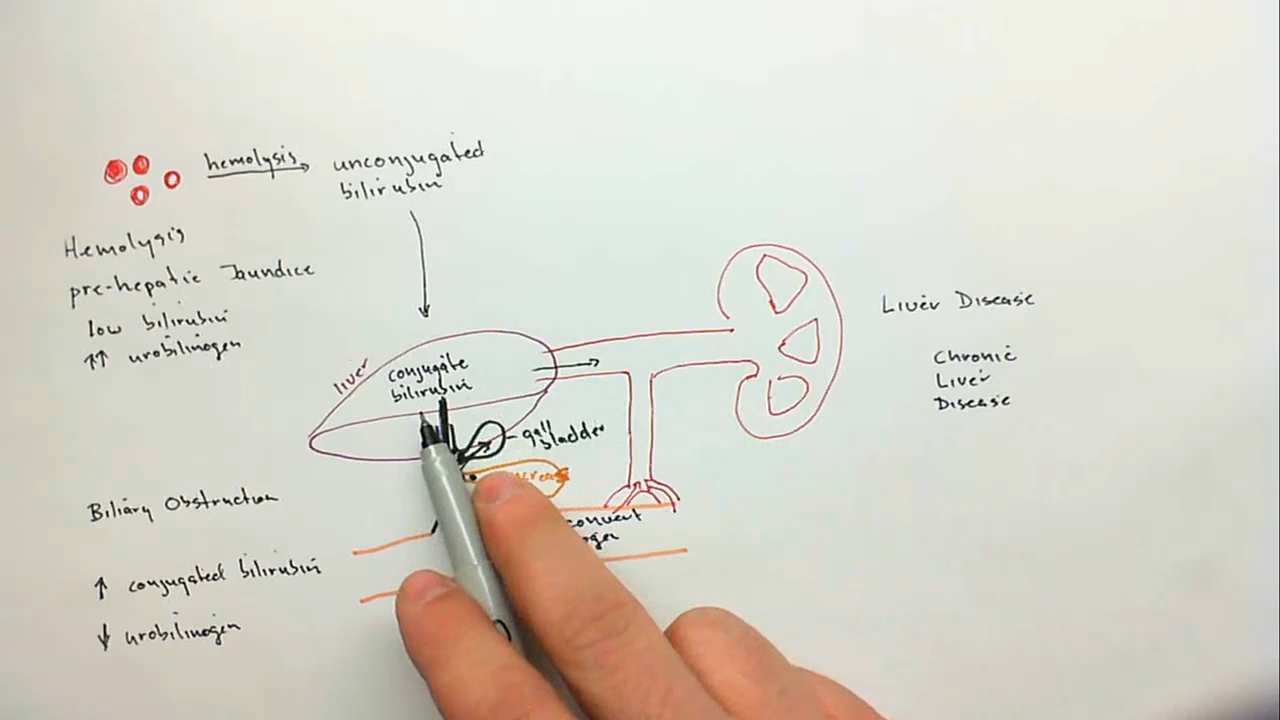 hemolysis
unconjugated
bilirubin
Hemolysis
pre-hepatic Jaundice
low bilirubin
↑↑ urobilinogen
liver
conjugate
bilirubin
gall
bladder
convert
Liver Disease
Chronic
Liver
Disease
Biliary Obstruction
↑ conjugated bilirubin
↓ urobilinogen